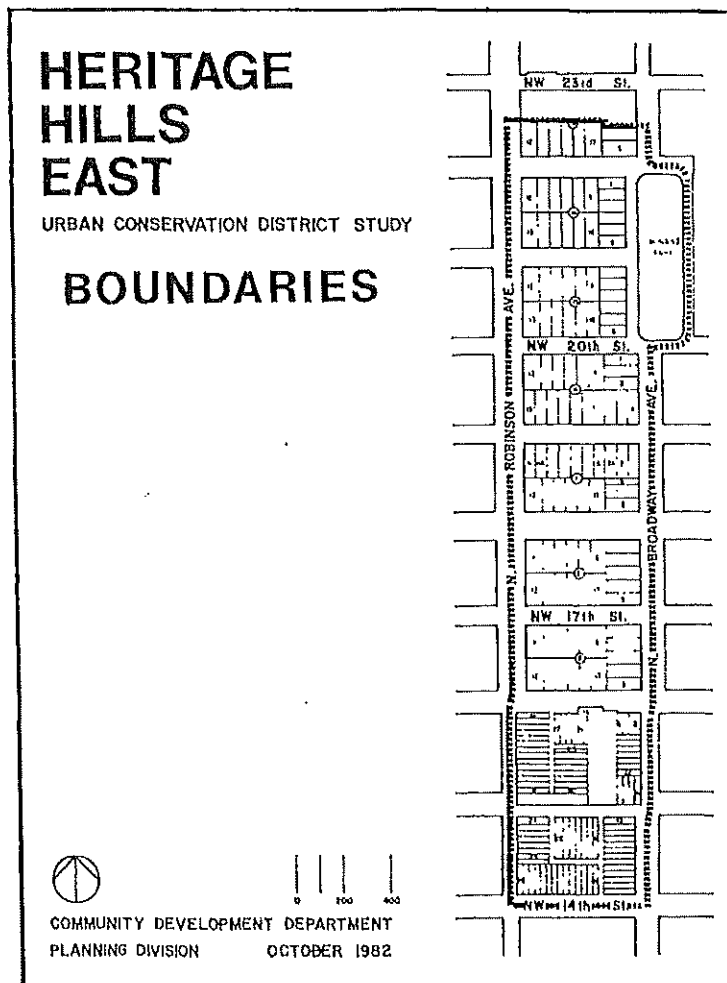 HERITAGE
HILLS
EAST
URBAN CONSERVATION DISTRICT STUDY
BOUNDARIES
NW 23rd St.
N. ROBINSON AVE.
NW 20th St.
N. BROADWAY AVE.
NW 17th St.
NW 14th St
0 200 400
COMMUNITY DEVELOPMENT DEPARTMENT
PLANNING DIVISION OCTOBER 1982